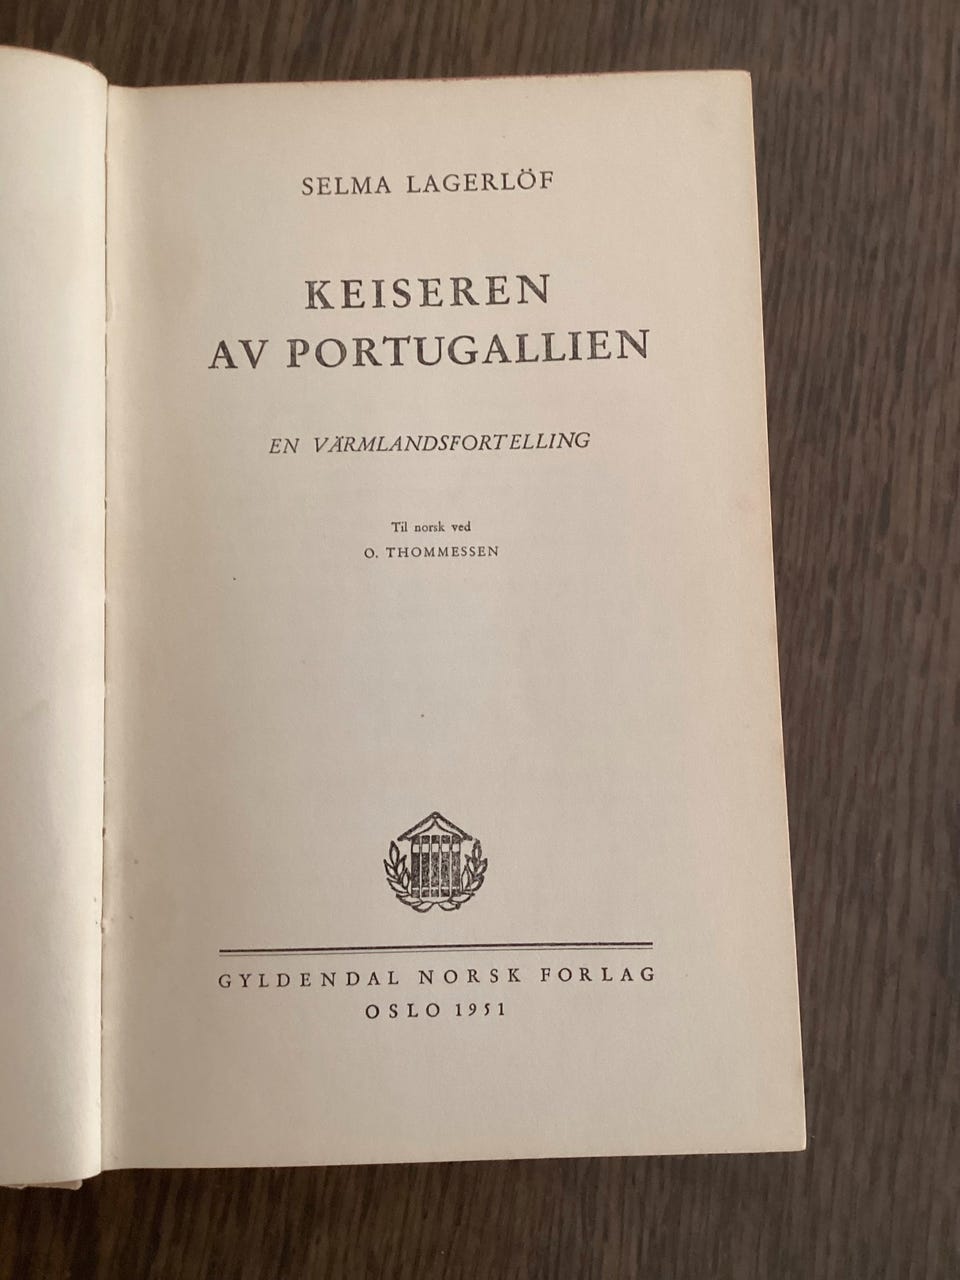 SELMA LAGERLÖF
KEISEREN
AV PORTUGALLIEN
EN VÄRMLANDSFORTELLING
Til norsk ved
O. THOMMESSEN
GYLDENDAL NORSK FORLAG
OSLO 1951